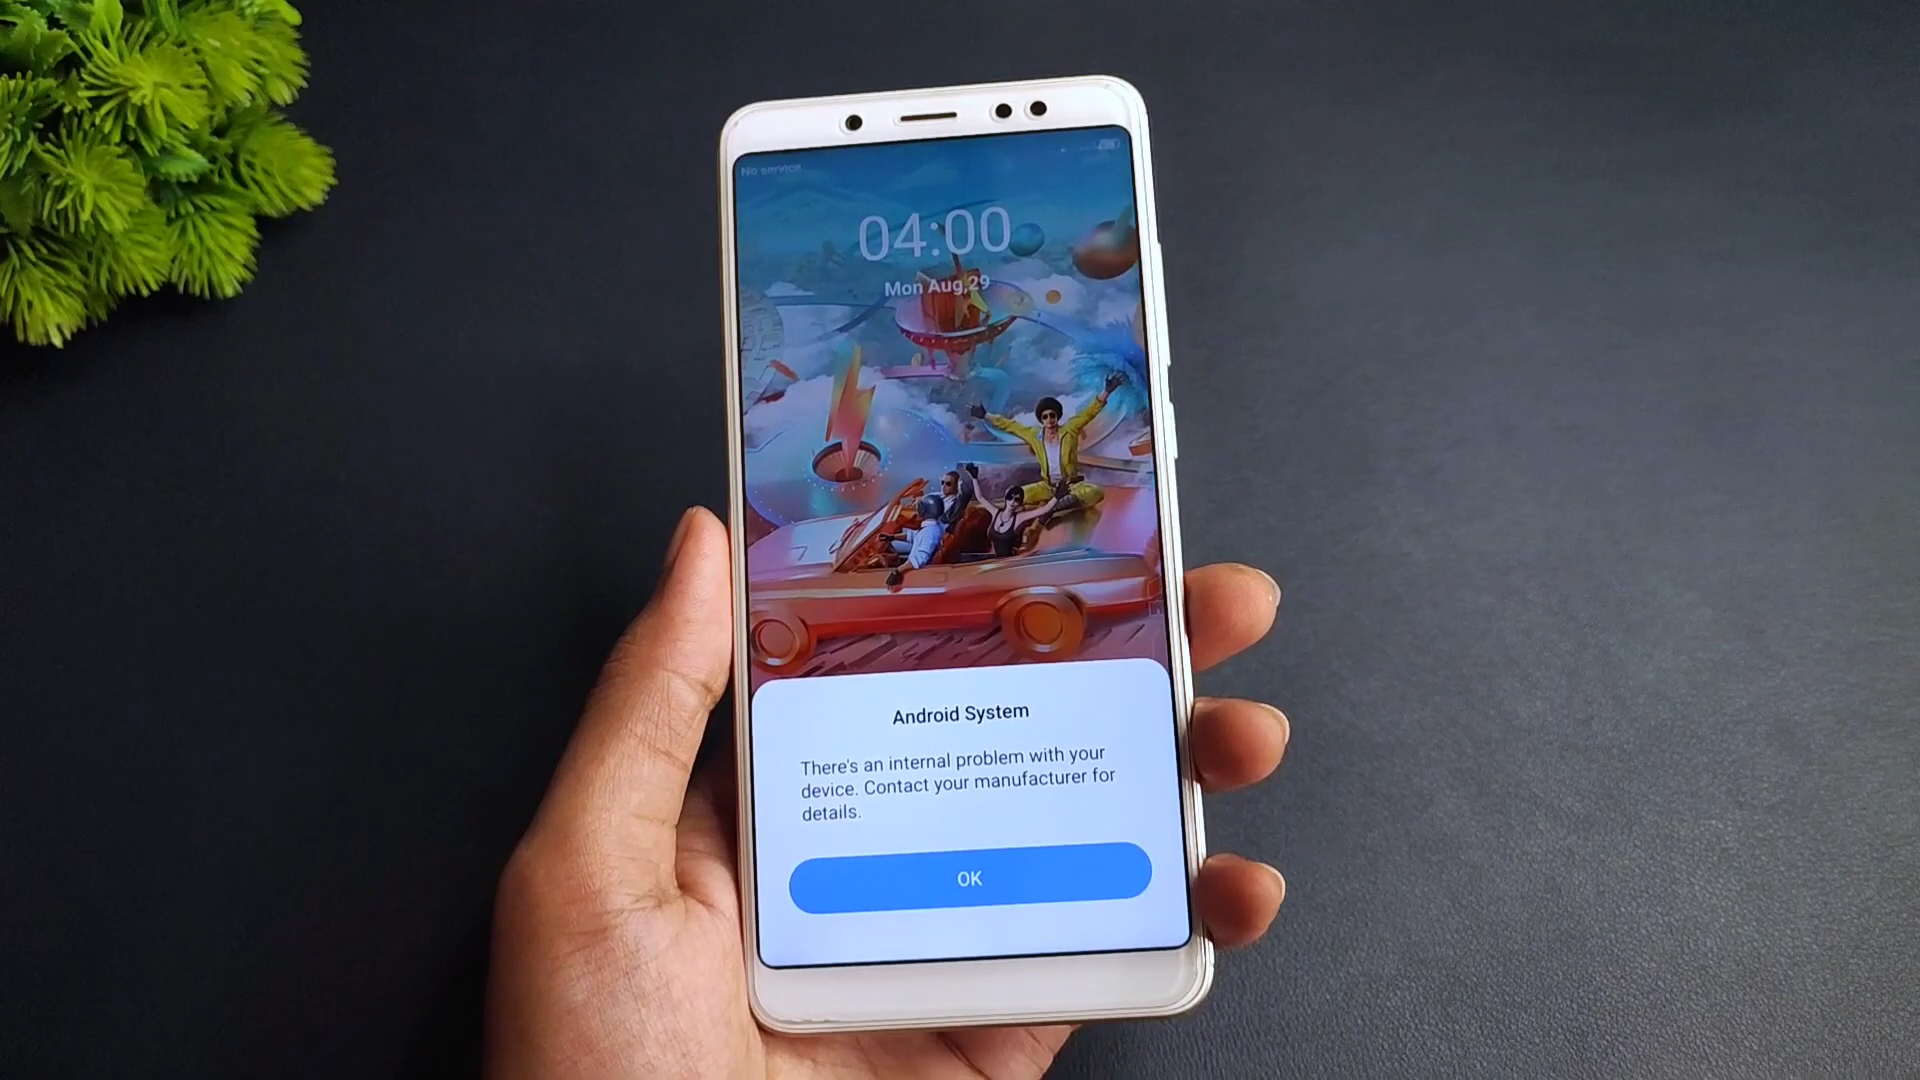 No service
04:00
Mon Aug,29
Android System
There's an internal problem with your
device. Contact your manufacturer for
details.
OK